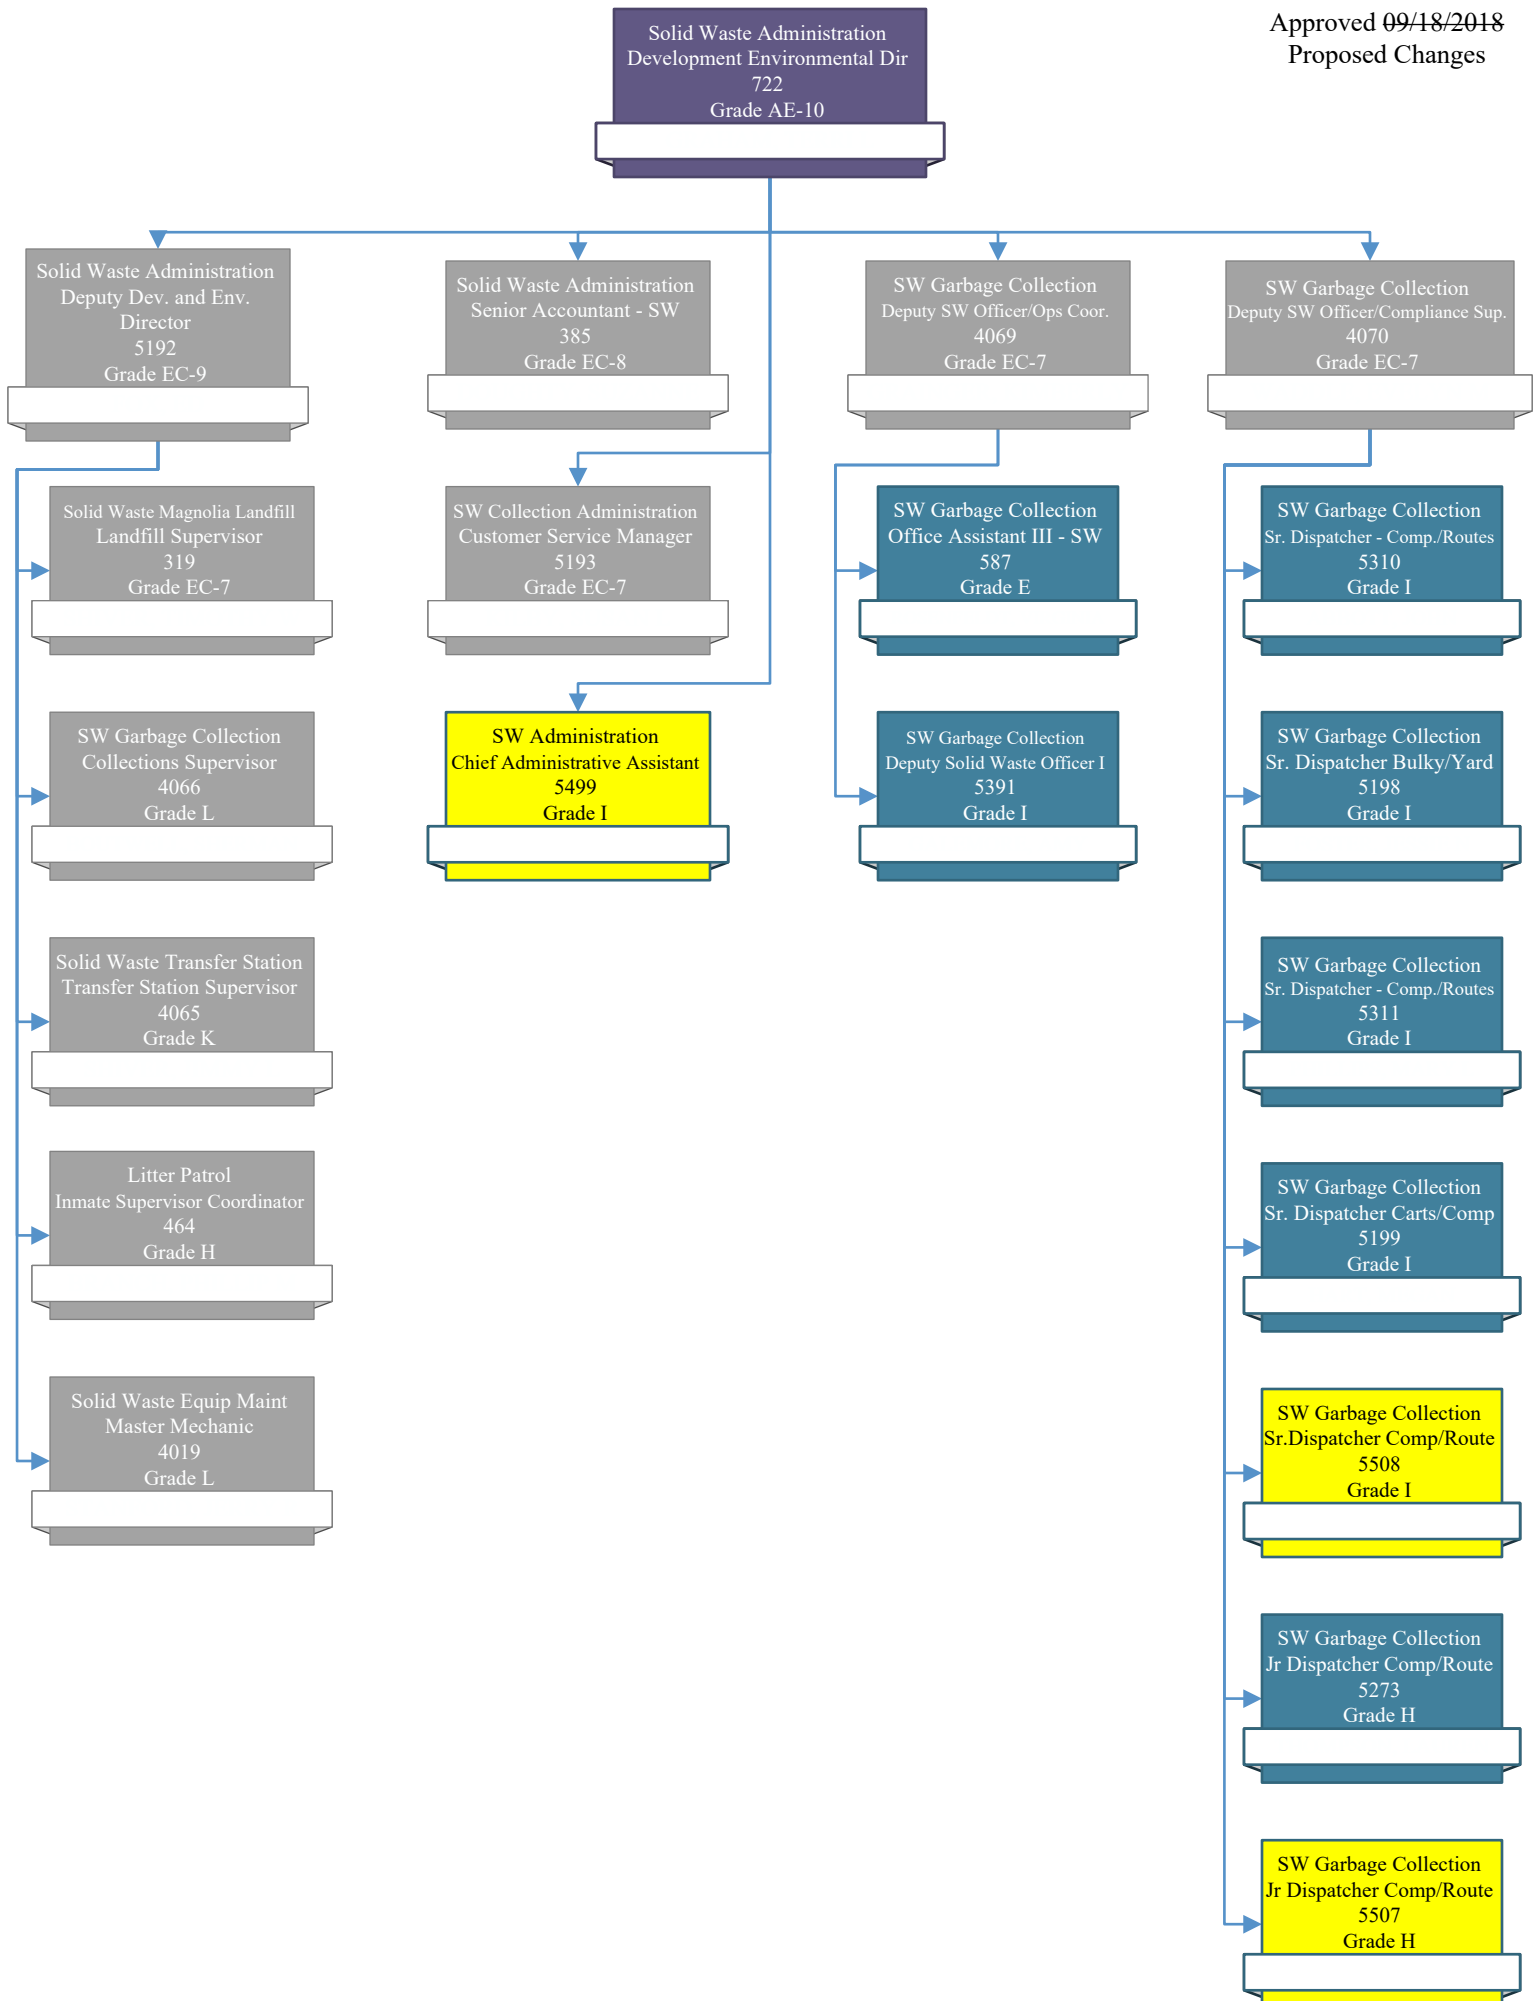 Approved 09/18/2018
Proposed Changes
Solid Waste Administration
Development Environmental Dir
722
Grade AE-10
Solid Waste Administration
Deputy Dev. and Env.
Director
5192
Grade EC-9
Solid Waste Administration
Senior Accountant - SW
385
Grade EC-8
SW Garbage Collection
Deputy SW Officer/Ops Coor.
4069
Grade EC-7
SW Garbage Collection
Deputy SW Officer/Compliance Sup.
4070
Grade EC-7
Solid Waste Magnolia Landfill
Landfill Supervisor
319
Grade EC-7
SW Collection Administration
Customer Service Manager
5193
Grade EC-7
SW Garbage Collection
Office Assistant III - SW
587
Grade E
SW Garbage Collection
Sr. Dispatcher - Comp./Routes
5310
Grade I
SW Garbage Collection
Collections Supervisor
4066
Grade L
SW Administration
Chief Administrative Assistant
5499
Grade I
SW Garbage Collection
Deputy Solid Waste Officer I
5391
Grade I
SW Garbage Collection
Sr. Dispatcher Bulky/Yard
5198
Grade I
Solid Waste Transfer Station
Transfer Station Supervisor
4065
Grade K
SW Garbage Collection
Sr. Dispatcher - Comp./Routes
5311
Grade I
Litter Patrol
Inmate Supervisor Coordinator
464
Grade H
SW Garbage Collection
Sr. Dispatcher Carts/Comp
5199
Grade I
Solid Waste Equip Maint
Master Mechanic
4019
Grade L
SW Garbage Collection
Sr.Dispatcher Comp/Route
5508
Grade I
SW Garbage Collection
Jr Dispatcher Comp/Route
5273
Grade H
SW Garbage Collection
Jr Dispatcher Comp/Route
5507
Grade H